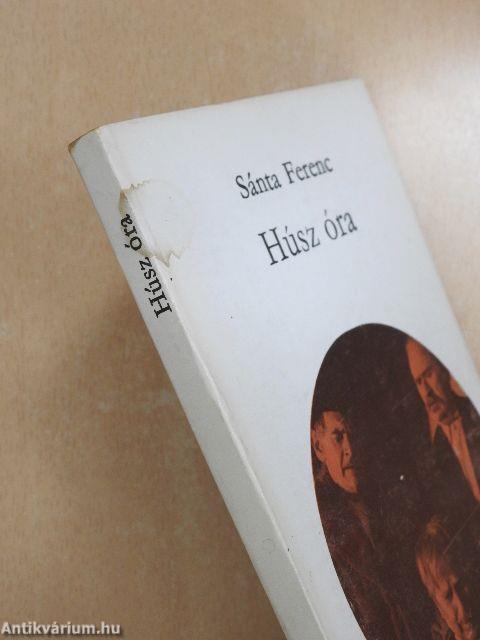 Sánta Ferenc
Húsz óra
Húsz óra
Antikvárium.hu